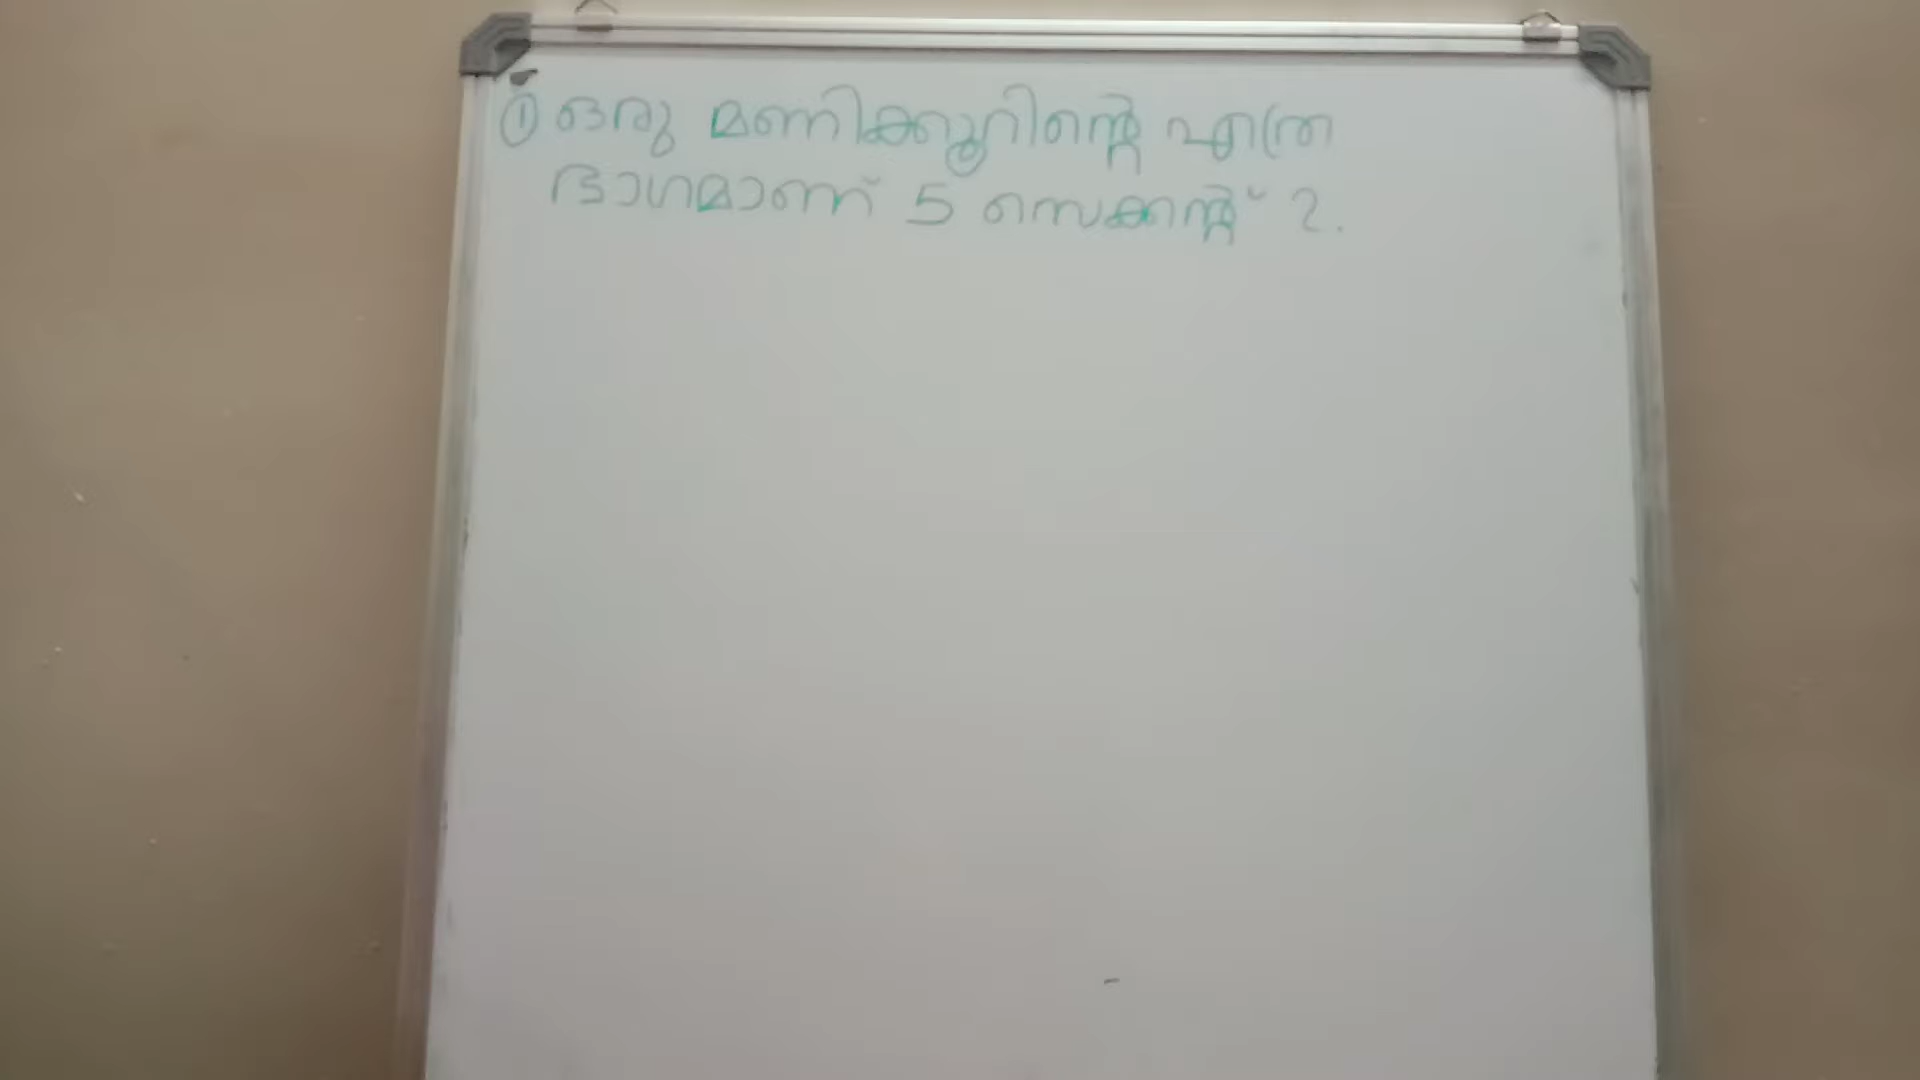 ① ഒരു മണിക്കൂറിന്റെ എത്ര
ഭാഗമാണ് 5 സെക്കന്റ് ?.